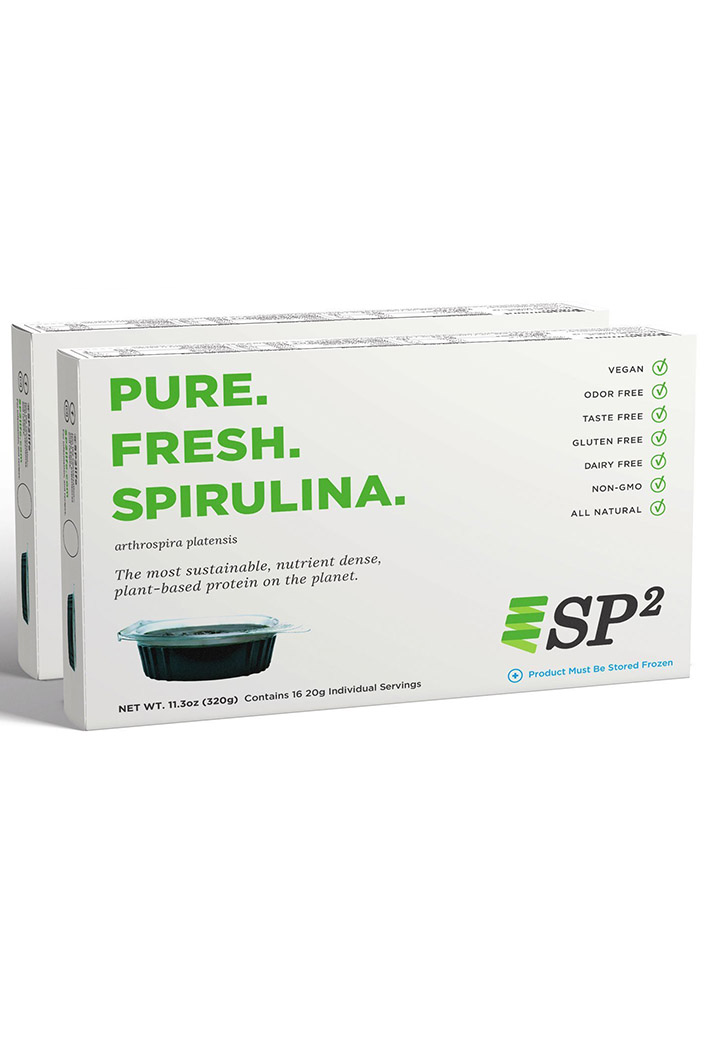 PURE.
FRESH.
SPIRULINA.
arthrospira platensis
The most sustainable, nutrient dense,
plant-based protein on the planet.
NET WT. 11.3oz (320g) Contains 16 20g Individual Servings
VEGAN
ODOR FREE
TASTE FREE
GLUTEN FREE
DAIRY FREE
NON-GMO
ALL NATURAL
SP2
Product Must Be Stored Frozen